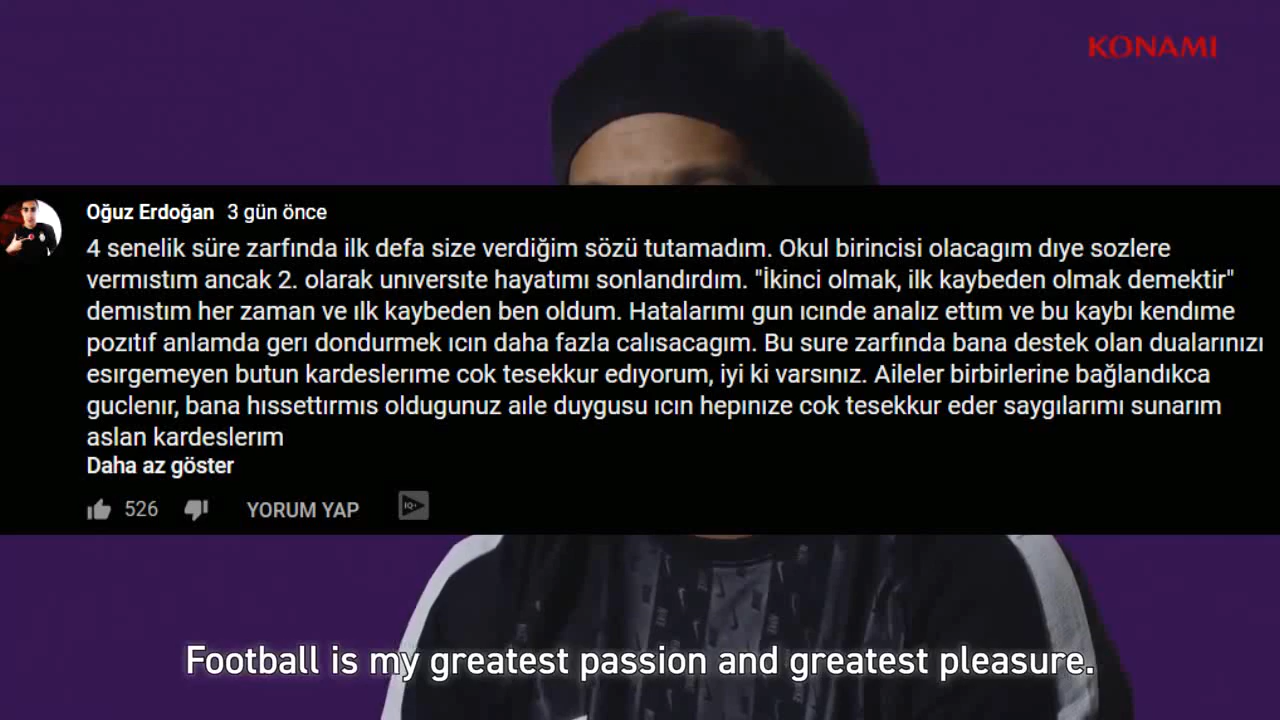 KONAMI
Oğuz Erdoğan 3 gün önce
4 senelik süre zarfında ilk defa size verdiğim sözü tutamadım. Okul birincisi olacagım dıye sozlere
vermıstım ancak 2. olarak unıversıte hayatımı sonlandırdım. "İkinci olmak, ilk kaybeden olmak demektir"
demıstım her zaman ve ılk kaybeden ben oldum. Hatalarımı gun ıcınde analız ettım ve bu kaybı kendıme
pozıtıf anlamda gerı dondurmek ıcın daha fazla calısacagım. Bu sure zarfında bana destek olan dualarınızı
esırgemeyen butun kardeslerıme cok tesekkur edıyorum, iyi ki varsınız. Aileler birbirlerine bağlandıkca
guclenır, bana hıssettırmıs oldugunuz aıle duygusu ıcın hepınıze cok tesekkur eder saygılarımı sunarım
aslan kardeslerım
Daha az göster
526 YORUM YAP IQ+
Football is my greatest passion and greatest pleasure.